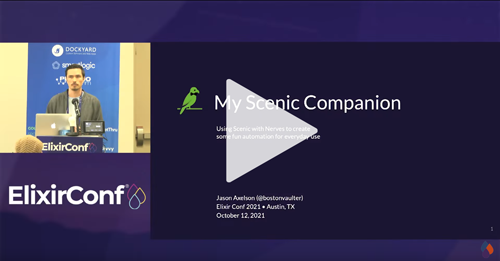 DOCKYARD
ElixirConf
ElixirConf
My Scenic Companion
Using Scenic with Nerves to create
some fun automation for everyday use
Jason Axelson (@bostonvaulter)
Elixir Conf 2021 • Austin, TX
October 12, 2021
1